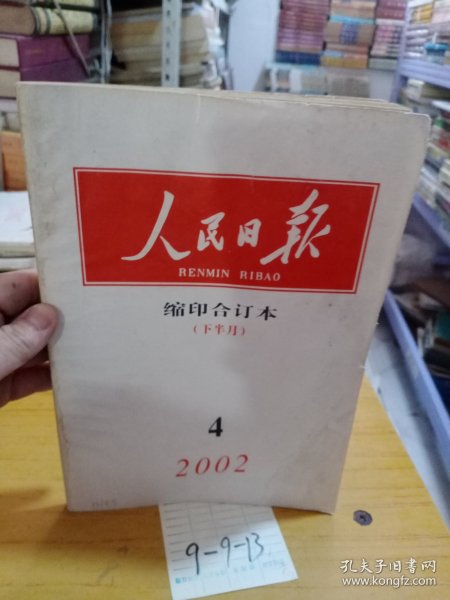 人民日报
RENMIN RIBAO
缩印合订本
(下半月)
4
2002
9-9-13
孔夫子旧书网
www.kongfz.com